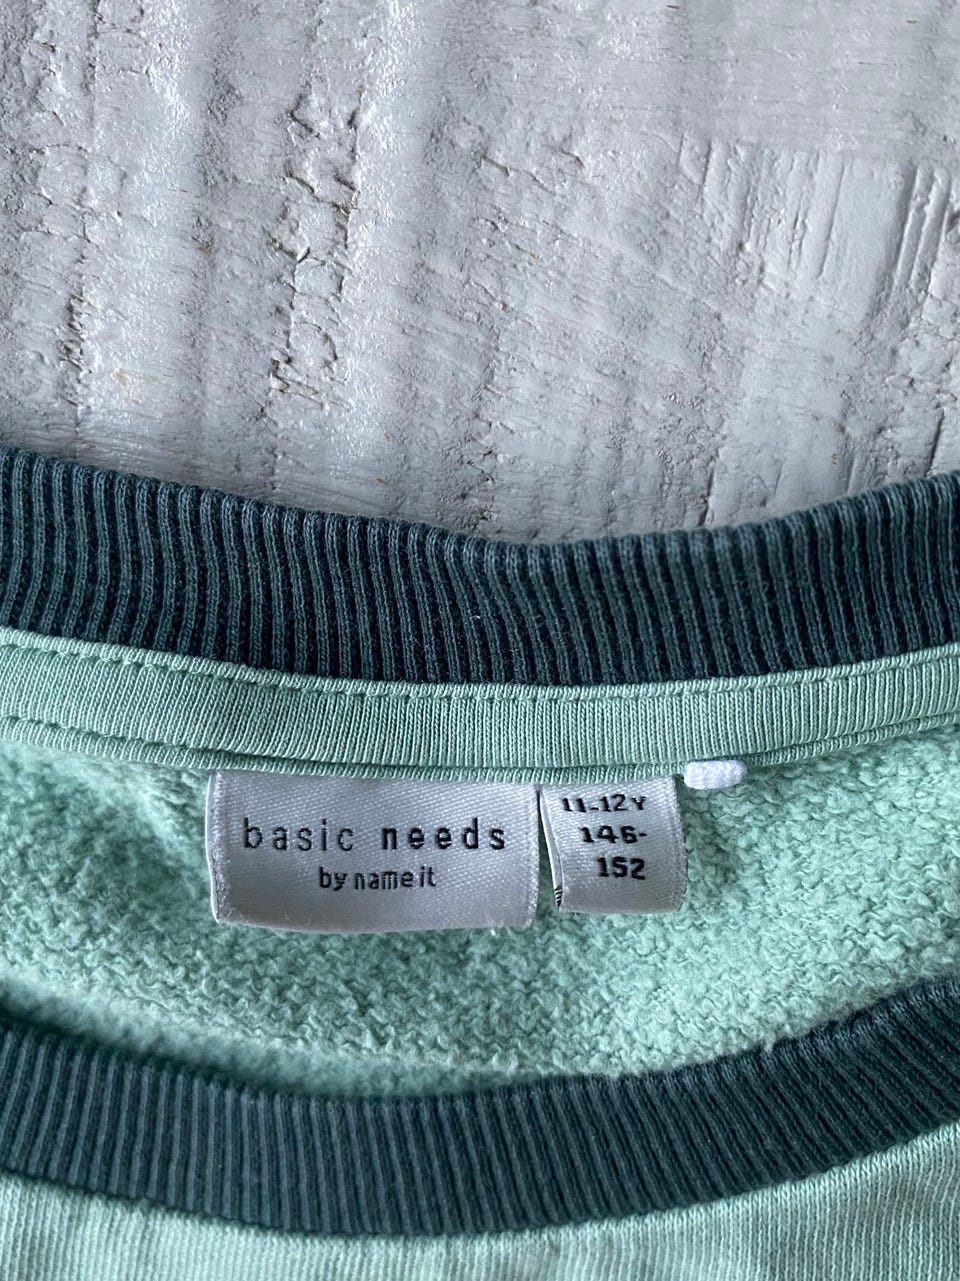 basic needs
by name it
11-12Y
146-
152